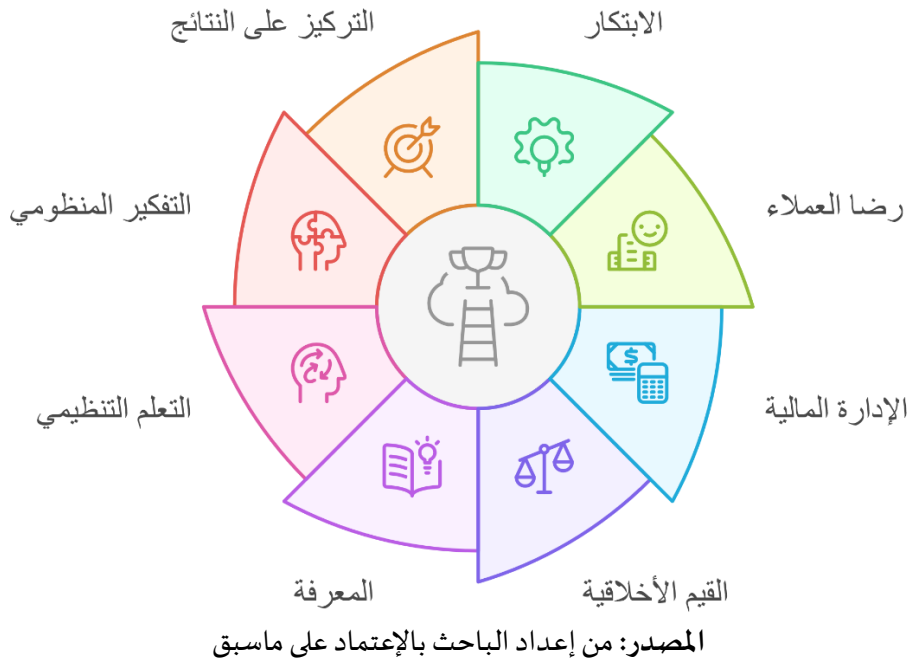 الابتكار
التركيز على النتائج
رضا العملاء
التفكير المنظومي
الإدارة المالية
التعلم التنظيمي
القيم الأخلاقية
المعرفة
المصدر: من إعداد الباحث بالإعتماد على ماسبق